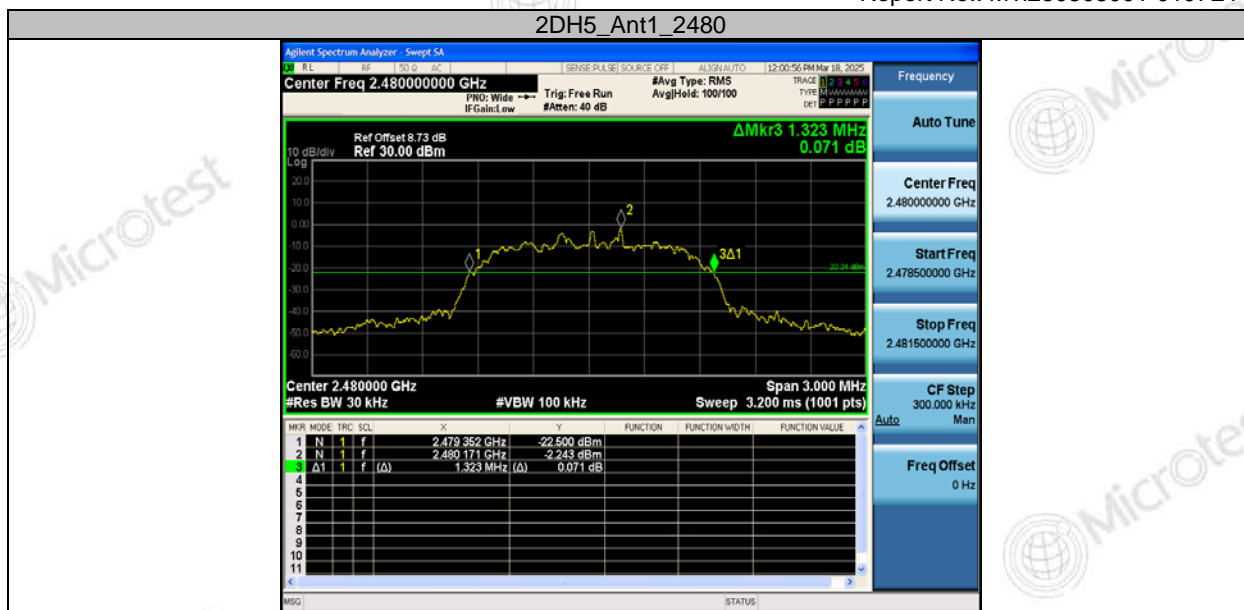 2DH5_Ant1_2480
Agilent Spectrum Analyzer - Swept SA
RL RF 50 Ω AC SENSE:PULSE SOURCE OFF ALIGN AUTO 12:00:56 PM Mar 18, 2025
Center Freq 2.480000000 GHz
PNO: Wide
IFGain:Low
Trig: Free Run
#Atten: 40 dB
#Avg Type: RMS
Avg|Hold: 100/100
TRACE 1 2 3 4 5 6
TYPE M
DET P P P P P P
Ref Offset 8.73 dB
10 dB/div Ref 30.00 dBm
Log
ΔMkr3 1.323 MHz
0.071 dB
20.0
10.0
0.00
-10.0
-20.0
-30.0
-40.0
-50.0
-60.0
1
2
3Δ1
Center 2.480000 GHz Span 3.000 MHz
#Res BW 30 kHz #VBW 100 kHz Sweep 3.200 ms (1001 pts)
MKR MODE TRC SCL X Y FUNCTION FUNCTION WIDTH FUNCTION VALUE
1 N 1 f 2.479 352 GHz -22.500 dBm
2 N 1 f 2.480 171 GHz -2.243 dBm
3 Δ1 1 f (Δ) 1.323 MHz (Δ) 0.071 dB
4
5
6
7
8
9
10
11
MSG STATUS
Frequency
Auto Tune
Center Freq
2.480000000 GHz
Start Freq
2.478500000 GHz
Stop Freq
2.481500000 GHz
CF Step
300.000 kHz
Auto Man
Freq Offset
0 Hz
Microtest
Microtest
Microtest